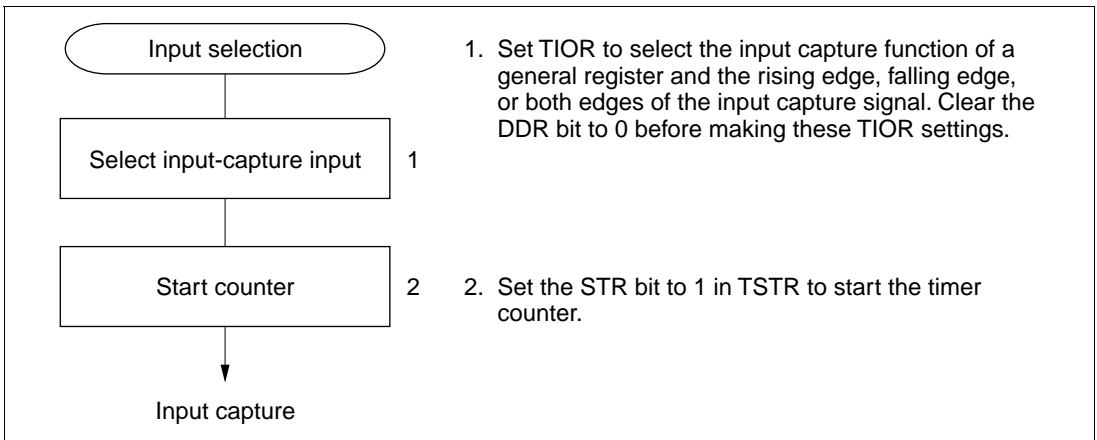 Input selection
Select input-capture input 1
Start counter 2
Input capture
1. Set TIOR to select the input capture function of a
general register and the rising edge, falling edge,
or both edges of the input capture signal. Clear the
DDR bit to 0 before making these TIOR settings.
2. Set the STR bit to 1 in TSTR to start the timer
counter.